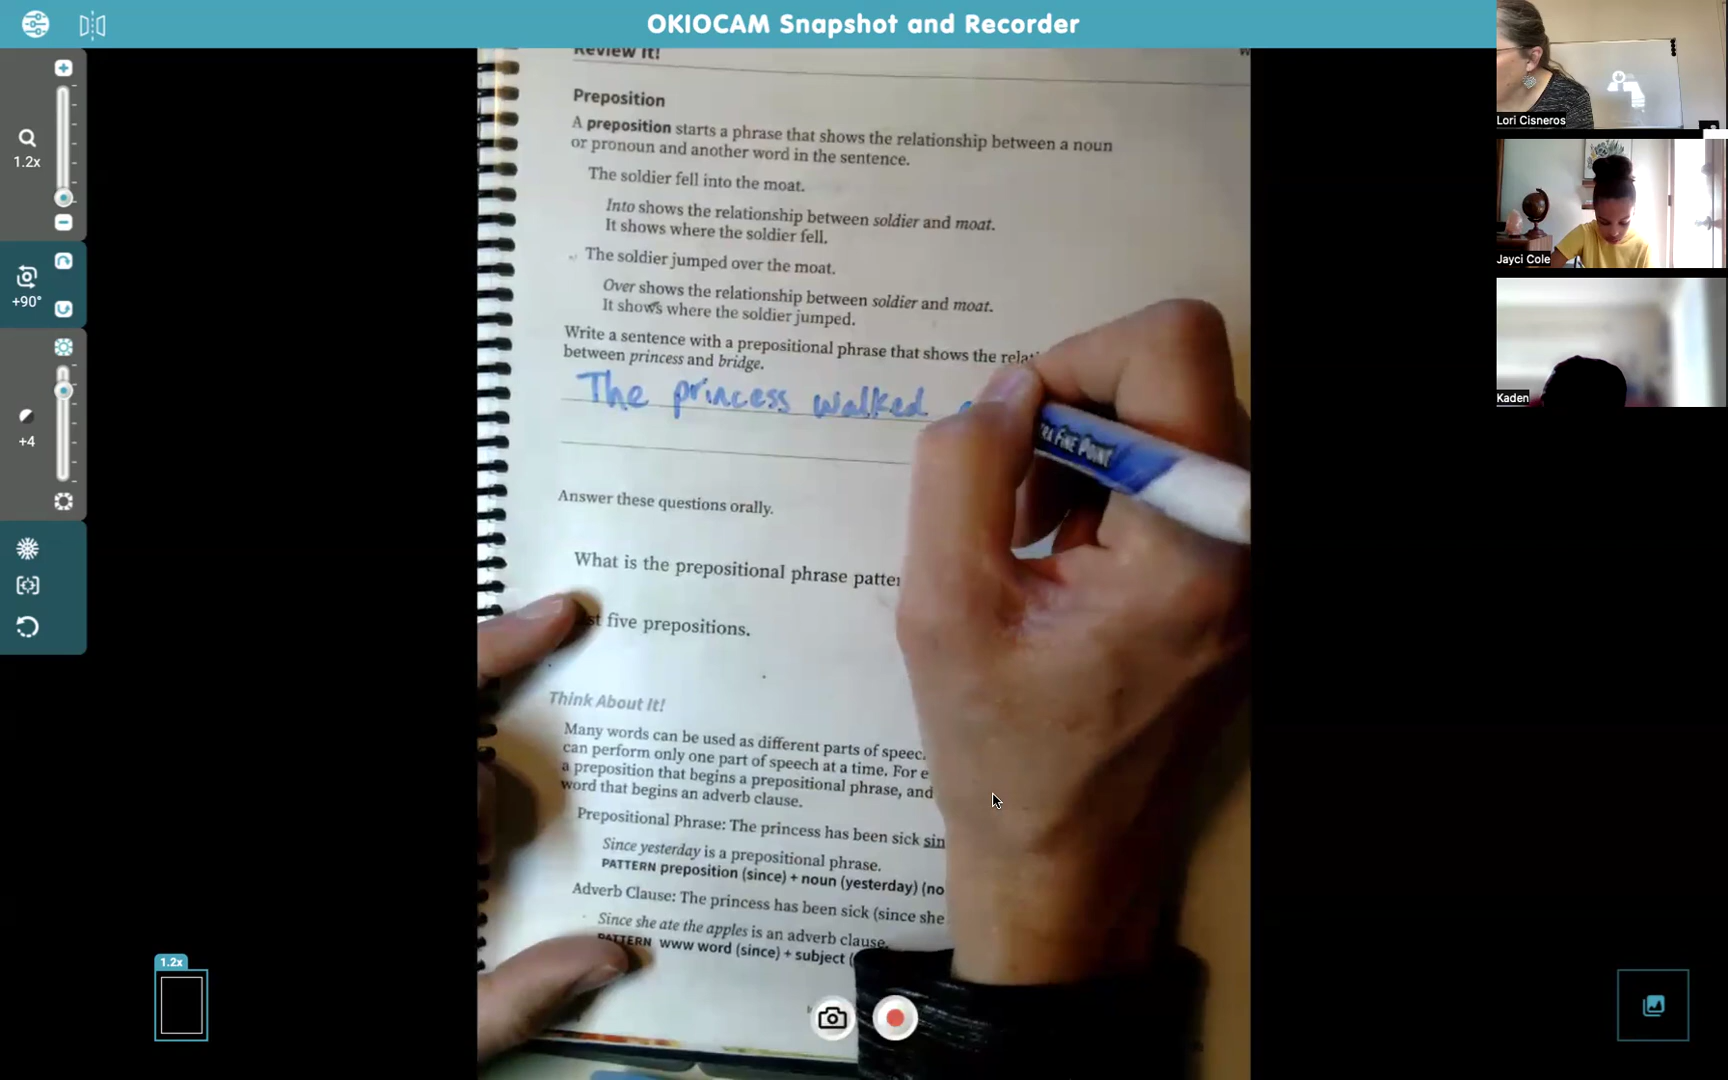 OKIOCAM Snapshot and Recorder
Review It!
Preposition
A preposition starts a phrase that shows the relationship between a noun
or pronoun and another word in the sentence.
The soldier fell into the moat.
Into shows the relationship between soldier and moat.
It shows where the soldier fell.
The soldier jumped over the moat.
Over shows the relationship between soldier and moat.
It shows where the soldier jumped.
Write a sentence with a prepositional phrase that shows the
between princess and bridge.
The princess walked
Answer these questions orally.
What is the prepositional phrase
five prepositions.
Think About It!
Many words can be used as different parts of
can perform only one part of speech at a time. For
a preposition that begins a prepositional phrase, and
word that begins an adverb clause.
Prepositional Phrase: The princess has been sick
Since yesterday is a prepositional phrase.
PATTERN preposition (since) + noun (yesterday) (no
Adverb Clause: The princess has been sick (since she
Since she ate the apples is an adverb clause.
PATTERN www word (since) + subject
1.2x
+90°
+4
1.2x
Lori Cisneros
Jayci Cole
Kaden
EXTRA FINE POINT